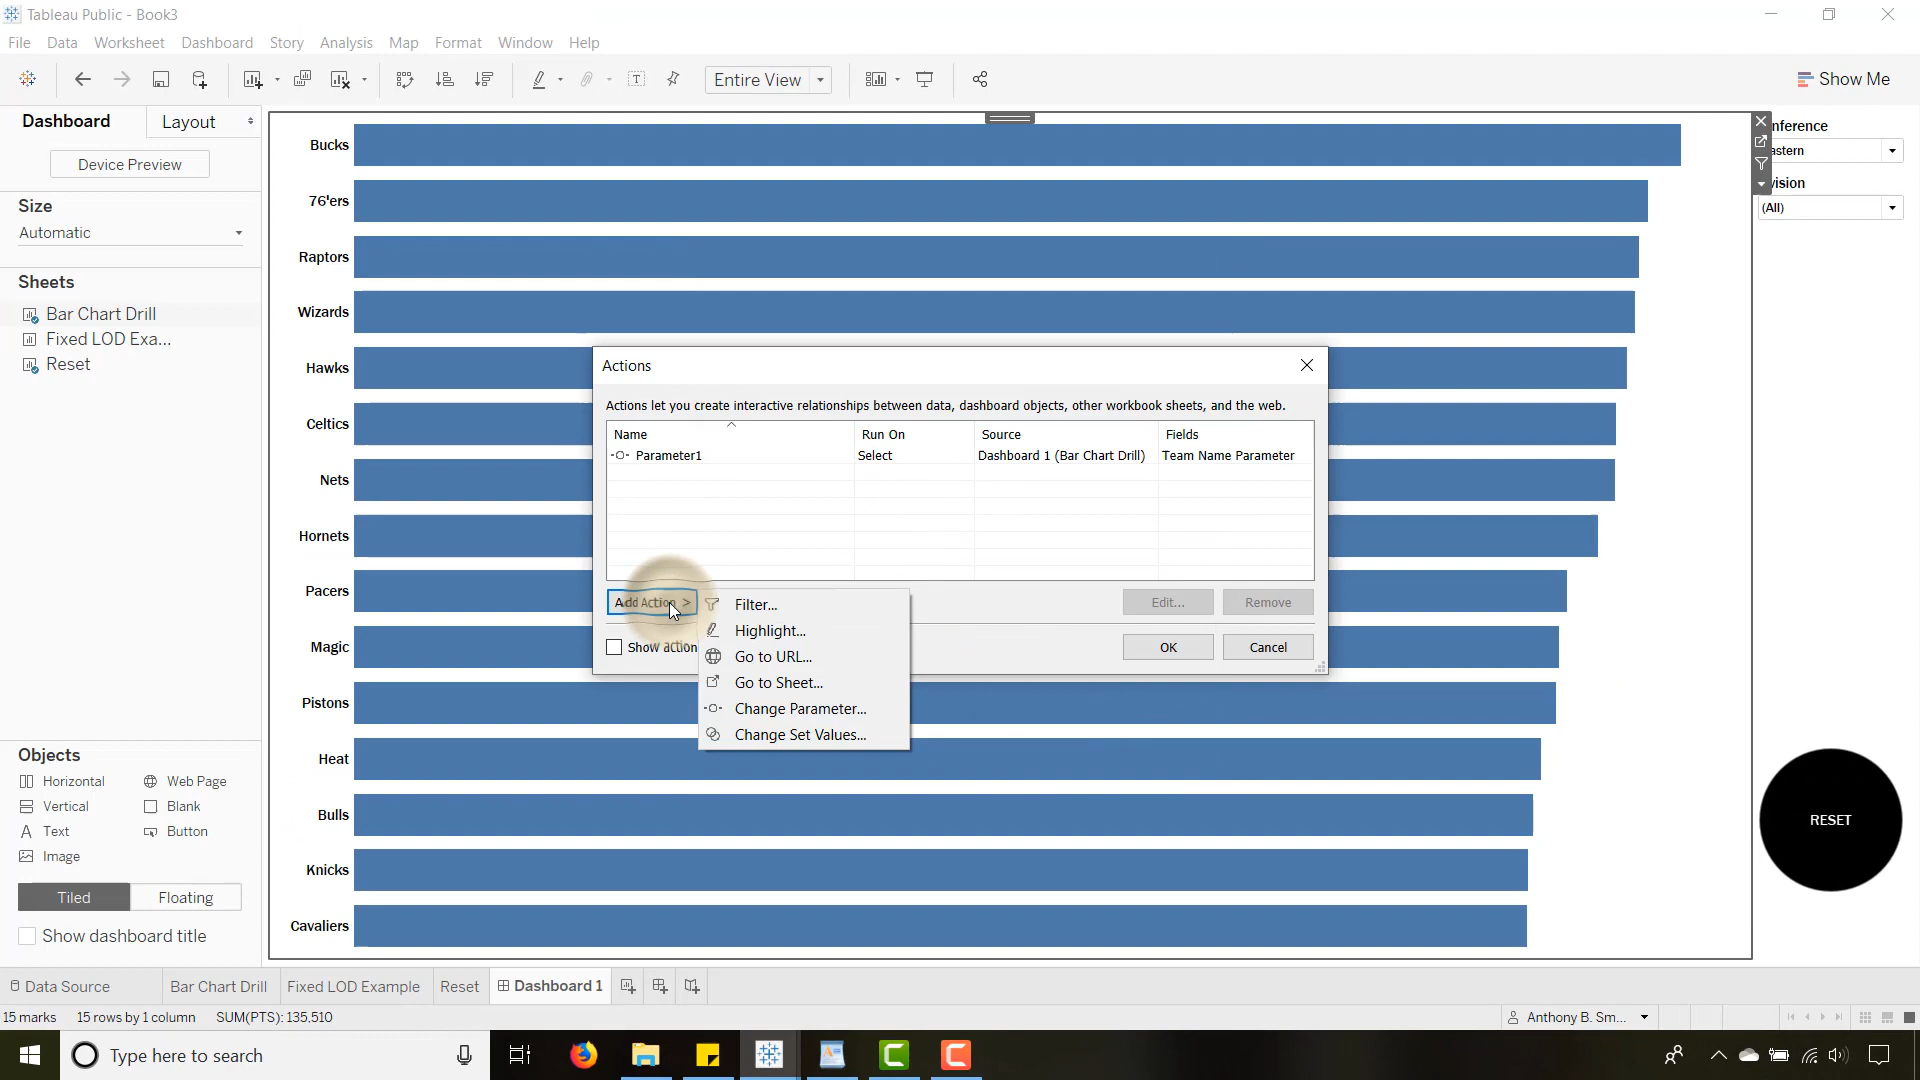 Tableau Public - Book3
File Data Worksheet Dashboard Story Analysis Map Format Window Help
Entire View
Show Me
Dashboard
Layout
Device Preview
Size
Automatic
Sheets
Bar Chart Drill
Fixed LOD Exa...
Reset
Objects
Horizontal
Web Page
Vertical
Blank
Text
Button
Image
Tiled
Floating
Show dashboard title
Bucks
76'ers
Raptors
Wizards
Hawks
Celtics
Nets
Hornets
Pacers
Magic
Pistons
Heat
Bulls
Knicks
Cavaliers
nference
astern
vision
(All)
RESET
Actions
Actions let you create interactive relationships between data, dashboard objects, other workbook sheets, and the web.
Name Run On Source Fields
Parameter1 Select Dashboard 1 (Bar Chart Drill) Team Name Parameter
Add Action >
Edit...
Remove
Show action
OK
Cancel
Filter...
Highlight...
Go to URL...
Go to Sheet...
Change Parameter...
Change Set Values...
Data Source Bar Chart Drill Fixed LOD Example Reset Dashboard 1
15 marks 15 rows by 1 column SUM(PTS): 135,510
Anthony B. Sm...
Type here to search